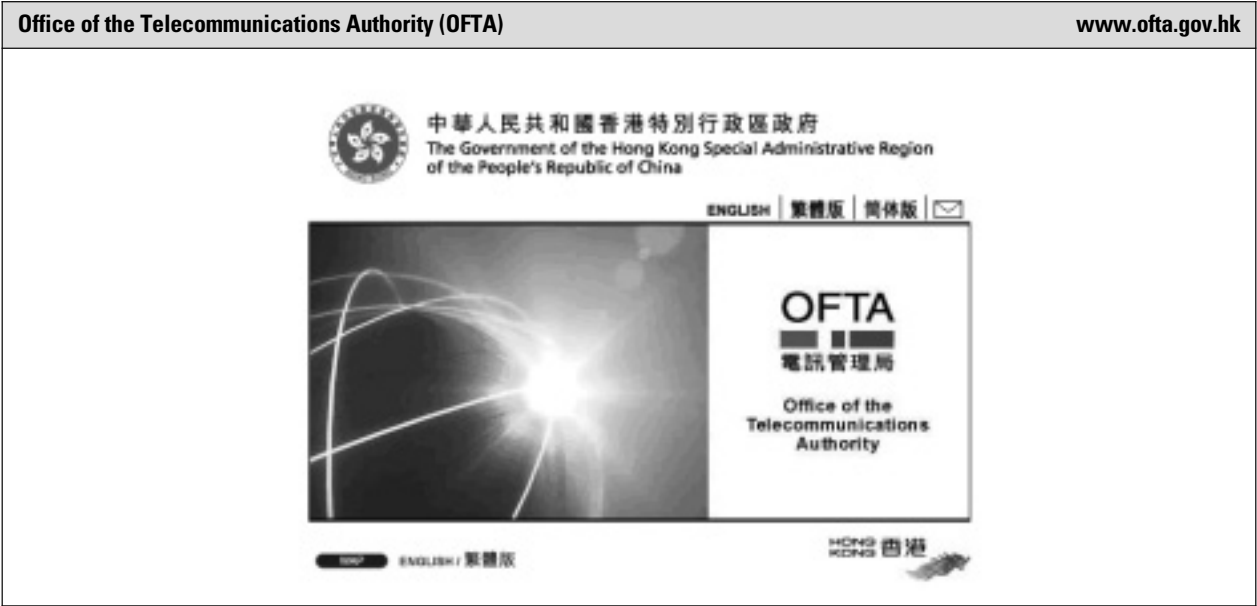 Office of the Telecommunications Authority (OFTA) www.ofta.gov.hk
中華人民共和國香港特別行政區政府
The Government of the Hong Kong Special Administrative Region
of the People's Republic of China
ENGLISH | 繁體版 | 简体版
OFTA
電訊管理局
Office of the
Telecommunications
Authority
ENGLISH / 繁體版
HONG KONG 香港